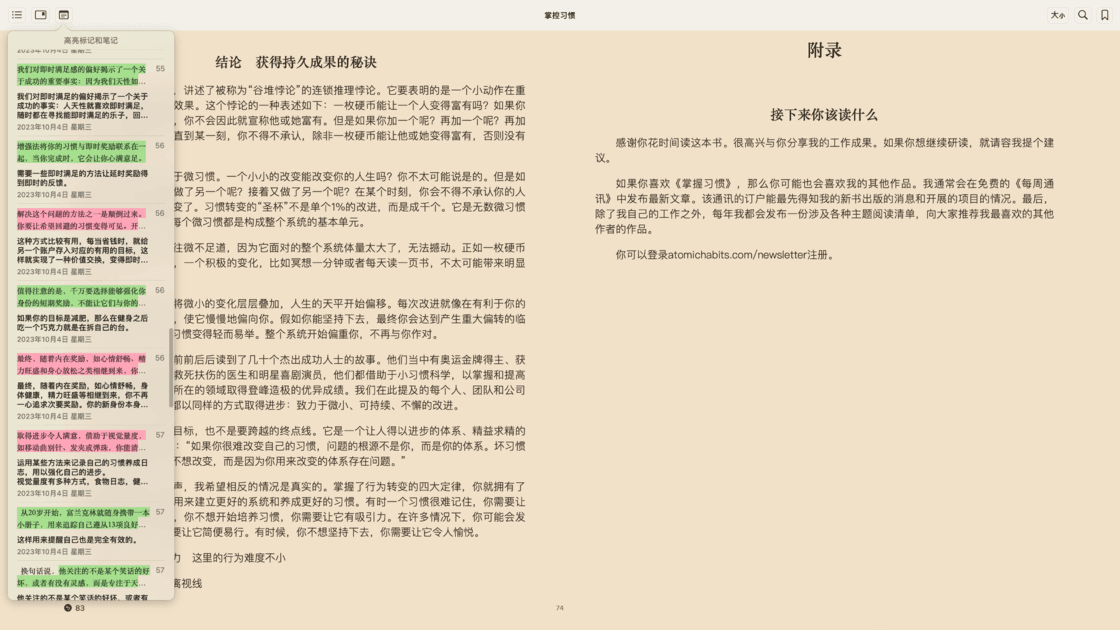 掌控习惯
大小
高亮标记和笔记
2023年10月4日 星期三
我们对即时满足感的偏好揭示了一个关
于成功的重要事实：因为我们天性如…
55
我们对即时满足的偏好揭示了一个关于
成功的事实：人天性就喜欢即时满足，
随时都在寻找能即时满足的乐子，回…
2023年10月4日 星期三
增强法将你的习惯与即时奖励联系在一
起，当你完成时，它会让你心满意足。
56
需要一些即时满足的方法让延时奖励得
到即时的反馈。
2023年10月4日 星期三
解决这个问题的方法之一是颠倒过来。
你要让希望回避的习惯变得可见。开…
56
这种方式比较有用，每当省钱时，就给
另一个账户存入对应的有用的目标，这
样就实现了一种价值交换，变得即时…
2023年10月4日 星期三
值得注意的是，千万要选择能够强化你
身份的短期奖励，不能让它们与你的…
56
如果你的目标是减肥，那么在健身之后
吃一个巧克力就是在拆自己的台。
2023年10月4日 星期三
最终，随着内在奖励，如心情舒畅、精
力旺盛和身心放松之类相继到来，你…
56
最终，随着内在奖励，如心情舒畅，身
体健康，精力旺盛等相继到来，你不再
一心追求次要奖励。你的新身份本身…
2023年10月4日 星期三
取得进步令人满意，借助于视觉量度，
如移动曲别针、发夹或弹珠，你能清…
57
运用某些方法来记录自己的习惯养成日
志，用以强化自己的进步。
视觉量度有多种方式，食物日志，健…
2023年10月4日 星期三
从20岁开始，富兰克林就随身携带一本
小册子，用来追踪自己遵从13项良好…
57
这样用来提醒自己也是完全有效的。
2023年10月4日 星期三
换句话说，他关注的不是某个笑话的好
坏，或者有没有灵感，而是专注于天…
57
他关注的不是某个笑话的好坏，或者有
83
结论 获得持久成果的秘诀
，讲述了被称为“谷堆悖论”的连锁推理悖论。它要表明的是一个小动作在重
效果。这个悖论的一种表述如下：一枚硬币能让一个人变得富有吗？如果你
，你不会因此就宣称他或她富有。但是如果你加一个呢？再加一个呢？再加
直到某一刻，你不得不承认，除非一枚硬币能让他或她变得富有，否则没有
于微习惯。一个小小的改变能改变你的人生吗？你不太可能说是的。但是如
做了另一个呢？接着又做了另一个呢？在某个时刻，你会不得不承认你的人
变了。习惯转变的“圣杯”不是单个1%的改进，而是成千个。它是无数微习惯
每个微习惯都是构成整个系统的基本单元。
往微不足道，因为它面对的整个系统体量太大了，无法撼动。正如一枚硬币
，一个积极的变化，比如冥想一分钟或者每天读一页书，不太可能带来明显
将微小的变化层层叠加，人生的天平开始偏移。每次改进就像在有利于你的
，使它慢慢地偏向你。假如你能坚持下去，最终你会达到产生重大偏转的临
习惯变得轻而易举。整个系统开始偏重你，不再与你作对。
前前后后读到了几十个杰出成功人士的故事。他们当中有奥运金牌得主、获
救死扶伤的医生和明星喜剧演员，他们都借助于小习惯科学，以掌握和提高
所在的领域取得登峰造极的优异成绩。我们在此提及的每个人、团队和公司
都以同样的方式取得进步：致力于微小、可持续、不懈的改进。
目标，也不是要跨越的终点线。它是一个让人得以进步的体系、精益求精的
：“如果你很难改变自己的习惯，问题的根源不是你，而是你的体系。坏习惯
不想改变，而是因为你用来改变的体系存在问题。”
声，我希望相反的情况是真实的。掌握了行为转变的四大定律，你就拥有了
用来建立更好的系统和养成更好的习惯。有时一个习惯很难记住，你需要让
，你不想开始培养习惯，你需要让它有吸引力。在许多情况下，你可能会发
要让它简便易行。有时候，你不想坚持下去，你需要让它令人愉悦。
力 这里的行为难度不小
离视线
74
附录
接下来你该读什么
感谢你花时间读这本书。很高兴与你分享我的工作成果。如果你想继续研读，就请容我提个建
议。
如果你喜欢《掌握习惯》，那么你可能也会喜欢我的其他作品。我通常会在免费的《每周通
讯》中发布最新文章。该通讯的订户能最先得知我的新书出版的消息和开展的项目的情况。最后，
除了我自己的工作之外，每年我都会发布一份涉及各种主题阅读清单，向大家推荐我最喜欢的其他
作者的作品。
你可以登录atomichabits.com/newsletter注册。